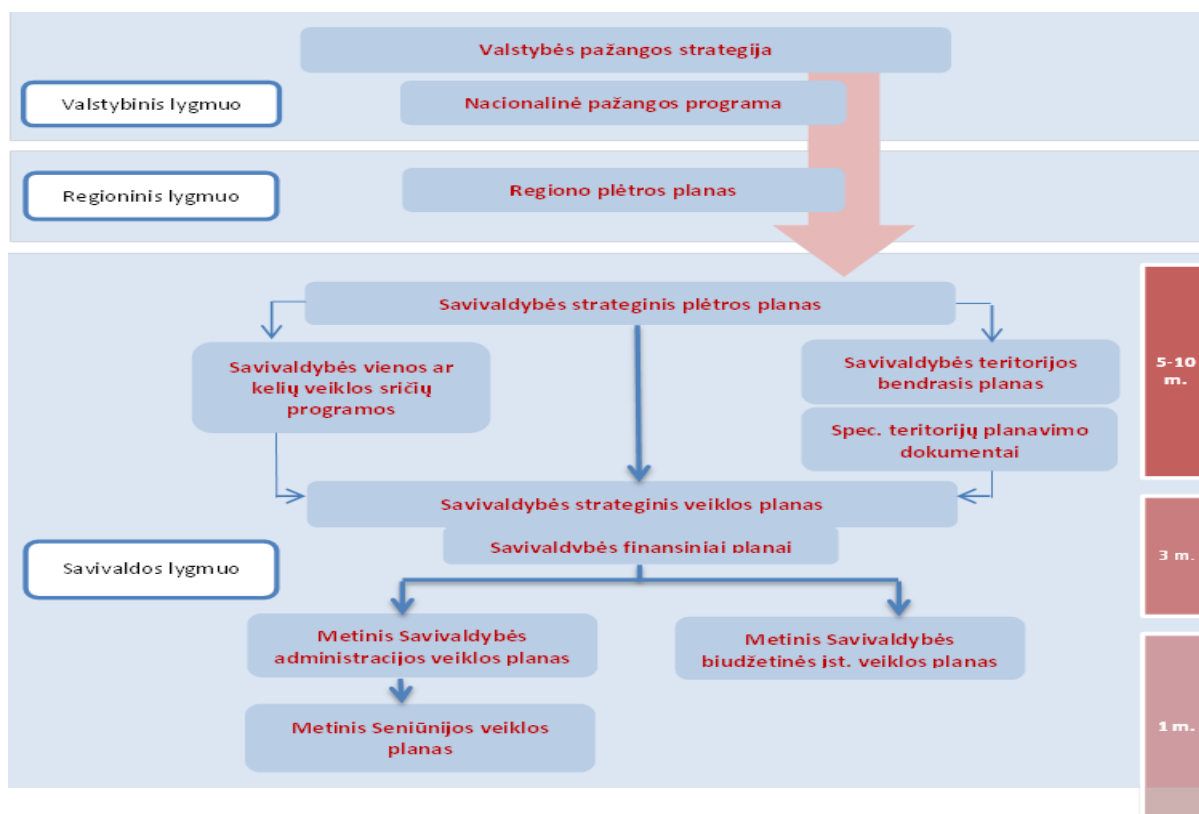 Valstybės pažangos strategija
Valstybinis lygmuo
Nacionalinė pažangos programa
Regioninis lygmuo
Regiono plėtros planas
Savivaldybės strateginis plėtros planas
Savivaldybės vienos ar
kelių veiklos sričių
programos
Savivaldybės teritorijos
bendrasis planas
Spec. teritorijų planavimo
dokumentai
5-10
m.
Savivaldybės strateginis veiklos planas
Savivaldybės finansiniai planai
3 m.
Savivaldos lygmuo
Metinis Savivaldybės
administracijos veiklos planas
Metinis Savivaldybės
biudžetinės įst. veiklos planas
Metinis Seniūnijos veiklos
planas
1 m.